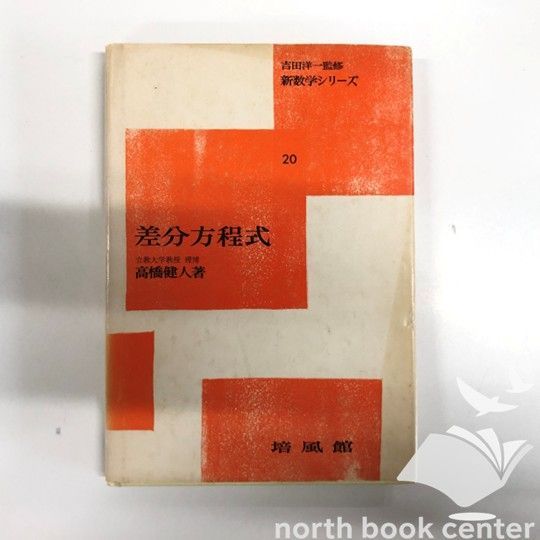 吉田洋一監修
新数学シリーズ
20
差分方程式
立教大学教授 理博
高橋健人著
培風館
north book center